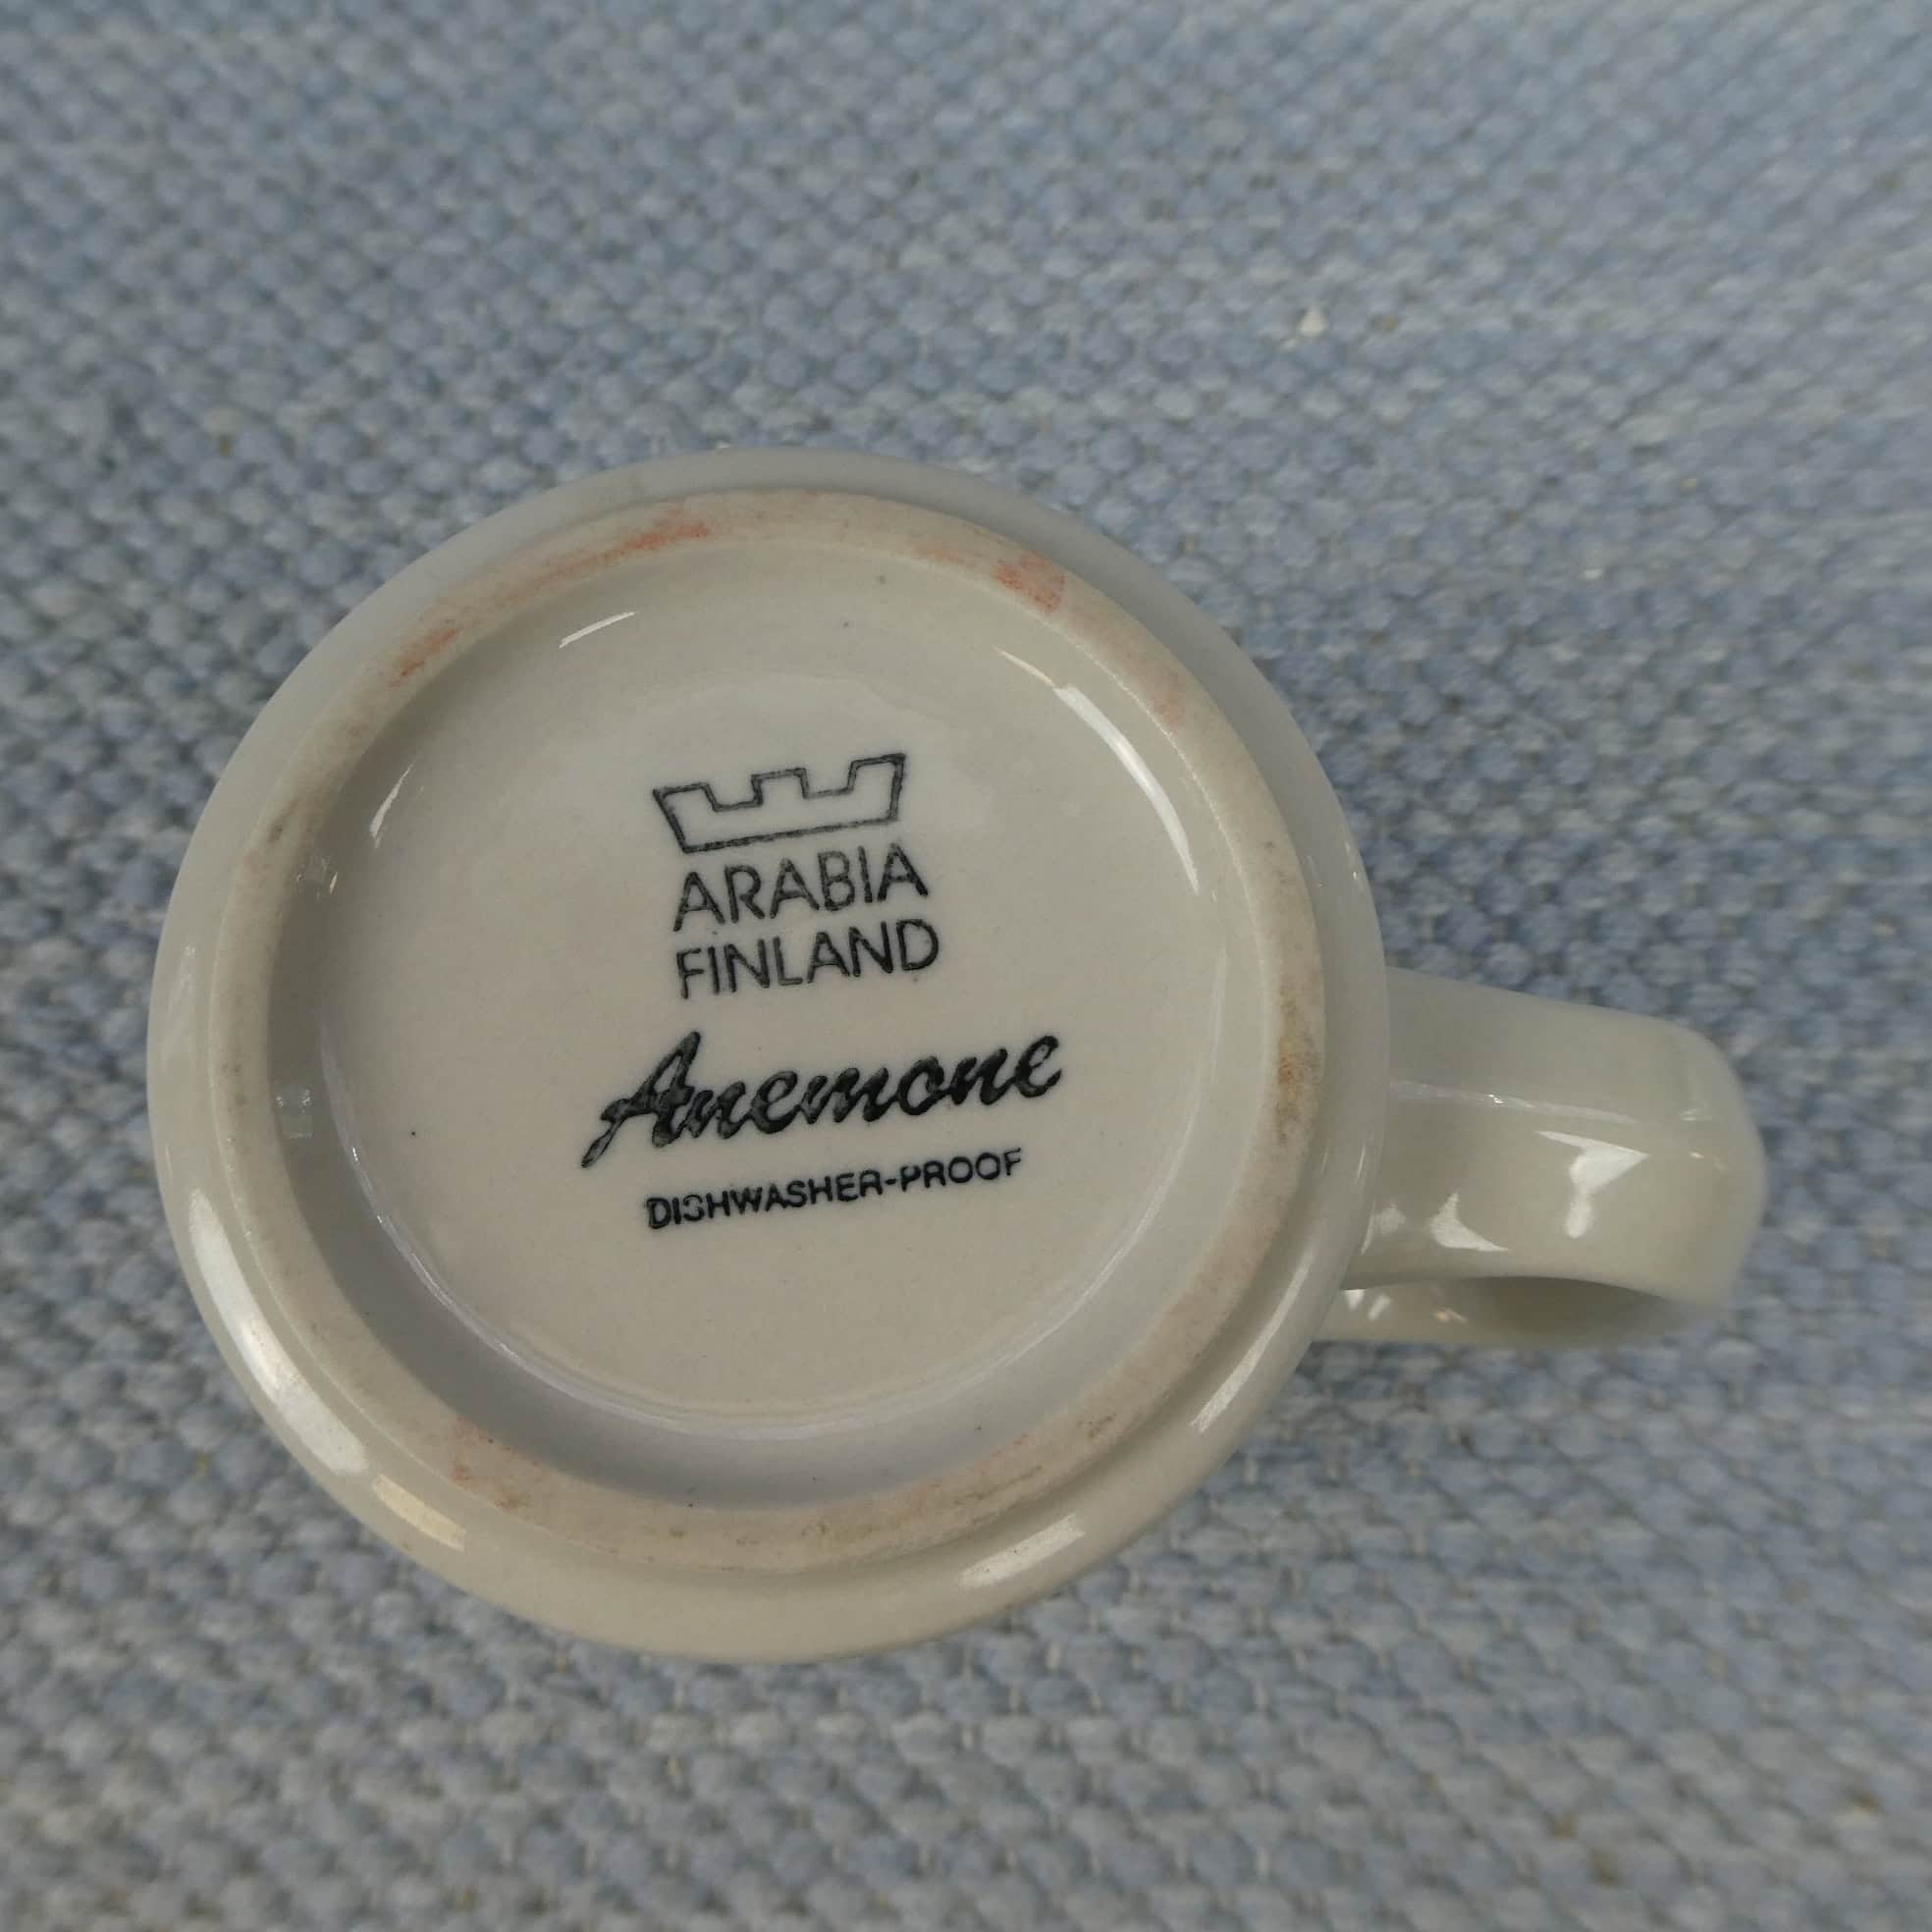 ARABIA
FINLAND
Anemone
DISHWASHER-PROOF